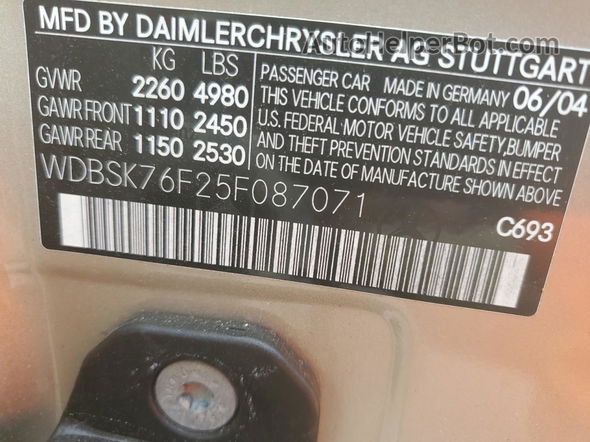 AutoHelperBot.com
MFD BY DAIMLERCHRYSLER AG STUTTGART
KG LBS
GVWR 2260 4980
GAWR FRONT 1110 2450
GAWR REAR 1150 2530
PASSENGER CAR MADE IN GERMANY 06/04
THIS VEHICLE CONFORMS TO ALL APPLICABLE
U.S. FEDERAL MOTOR VEHICLE SAFETY, BUMPER
AND THEFT PREVENTION STANDARDS IN EFFECT
ON THE DATE OF MANUFACTURE SHOWN ABOVE
WDBSK76F25F087071
C693